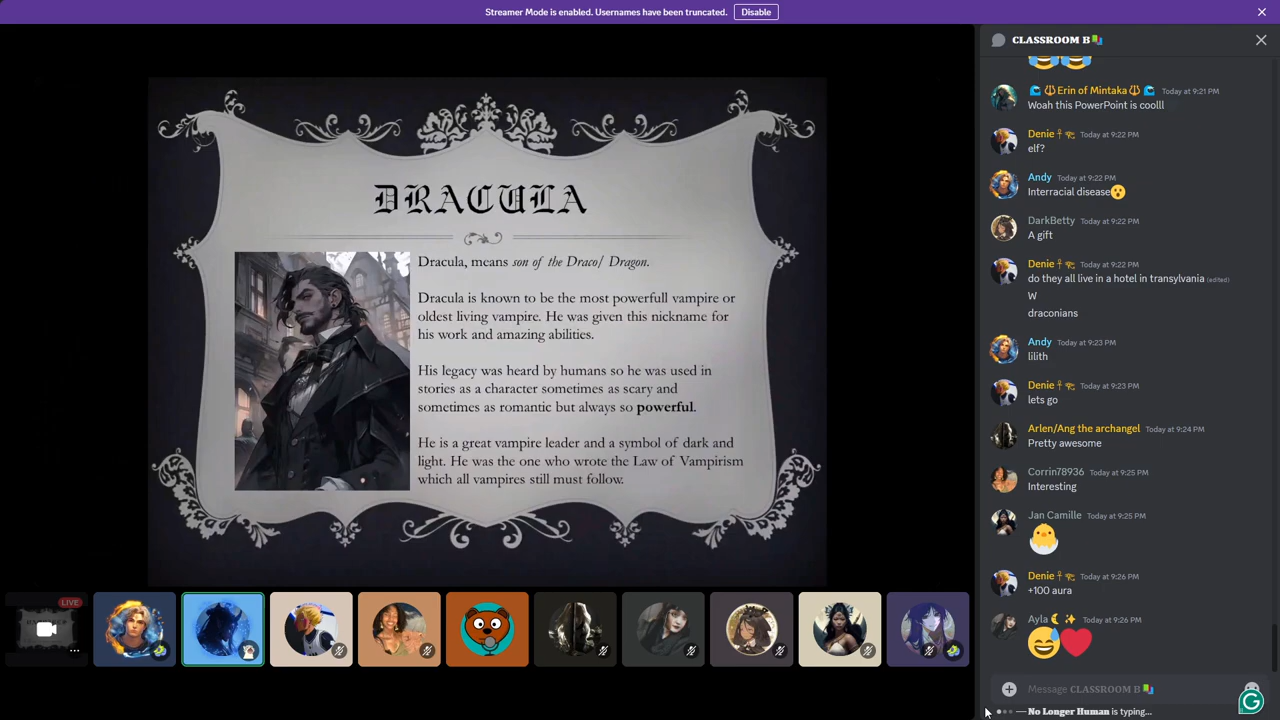 Streamer Mode is enabled. Usernames have been truncated.
Disable
DRACULA
Dracula, means son of the Draco/ Dragon.
Dracula is known to be the most powerfull vampire or
oldest living vampire. He was given this nickname for
his work and amazing abilities.
His legacy was heard by humans so he was used in
stories as a character sometimes as scary and
sometimes as romantic but always so powerful.
He is a great vampire leader and a symbol of dark and
light. He was the one who wrote the Law of Vampirism
which all vampires still must follow.
LIVE
CLASSROOM B
Erin of Mintaka Today at 9:21 PM
Woah this PowerPoint is coolll
Denie Today at 9:22 PM
elf?
Andy Today at 9:22 PM
Interracial disease😮
DarkBetty Today at 9:22 PM
A gift
Denie Today at 9:22 PM
do they all live in a hotel in transylvania (edited)
W
draconians
Andy Today at 9:23 PM
lilith
Denie Today at 9:23 PM
lets go
Arlen/Ang the archangel Today at 9:24 PM
Pretty awesome
Corrin78936 Today at 9:25 PM
Interesting
Jan Camille Today at 9:25 PM
Denie Today at 9:26 PM
+100 aura
Ayla Today at 9:26 PM
Message CLASSROOM B
—No Longer Human is typing...